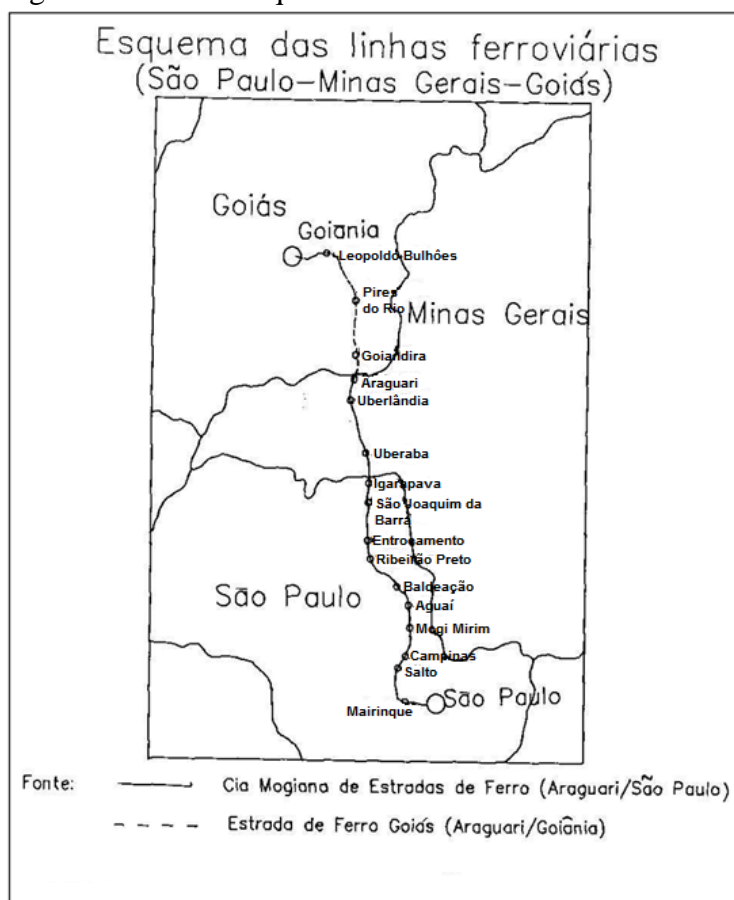 Esquema das linhas ferroviárias
(São Paulo–Minas Gerais–Goiás)
Goiás
Goiânia
Leopoldo Bulhões
Pires
do Rio
Minas Gerais
Goiandira
Araguari
Uberlândia
Uberaba
Igarapava
São Joaquim da
Barra
Entrocamento
Ribeirão Preto
Baldeação
São Paulo
Aguaí
Mogi Mirim
Campinas
Salto
São Paulo
Mairinque
Fonte:
Cia Mogiana de Estradas de Ferro (Araguari/São Paulo)
Estrada de Ferro Goiás (Araguari/Goiânia)